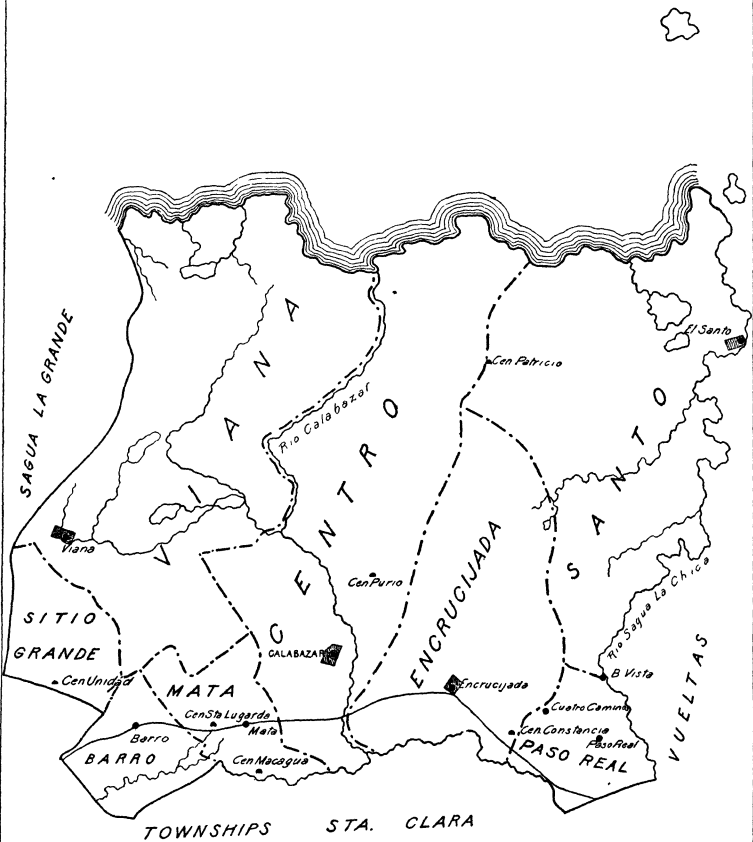 El Santo
SAGUA LA GRANDE
VIANA
Cen Patricio
Rio Calabazar
CENTRO
SANTO
Viana
ENCRUCIJADA
Cen Purio
Rio Sagua La Chica
SITIO
GRANDE
CALABAZAR
VUELTAS
B Vista
Cen Unidad
MATA
Encrucijada
Cen Sta Lugarda
Mata
Cuatro Camino
Barro
Cen. Constancia
Paso Real
BARRO
Cen Macagua
PASO REAL
TOWNSHIPS STA. CLARA